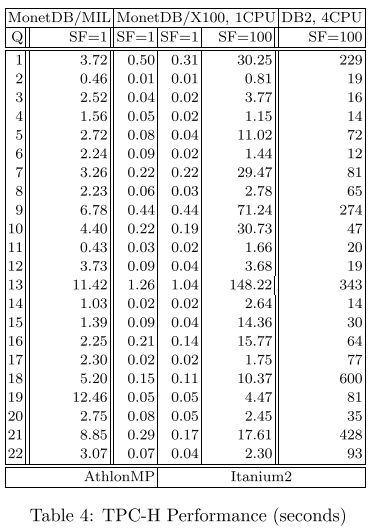 MonetDB/MIL MonetDB/X100, 1CPU DB2, 4CPU
Q SF=1 SF=1 SF=1 SF=100 SF=100
1 3.72 0.50 0.31 30.25 229
2 0.46 0.01 0.01 0.81 19
3 2.52 0.04 0.02 3.77 16
4 1.56 0.05 0.02 1.15 14
5 2.72 0.08 0.04 11.02 72
6 2.24 0.09 0.02 1.44 12
7 3.26 0.22 0.22 29.47 81
8 2.23 0.06 0.03 2.78 65
9 6.78 0.44 0.44 71.24 274
10 4.40 0.22 0.19 30.73 47
11 0.43 0.03 0.02 1.66 20
12 3.73 0.09 0.04 3.68 19
13 11.42 1.26 1.04 148.22 343
14 1.03 0.02 0.02 2.64 14
15 1.39 0.09 0.04 14.36 30
16 2.25 0.21 0.14 15.77 64
17 2.30 0.02 0.02 1.75 77
18 5.20 0.15 0.11 10.37 600
19 12.46 0.05 0.05 4.47 81
20 2.75 0.08 0.05 2.45 35
21 8.85 0.29 0.17 17.61 428
22 3.07 0.07 0.04 2.30 93
AthlonMP Itanium2
Table 4: TPC-H Performance (seconds)